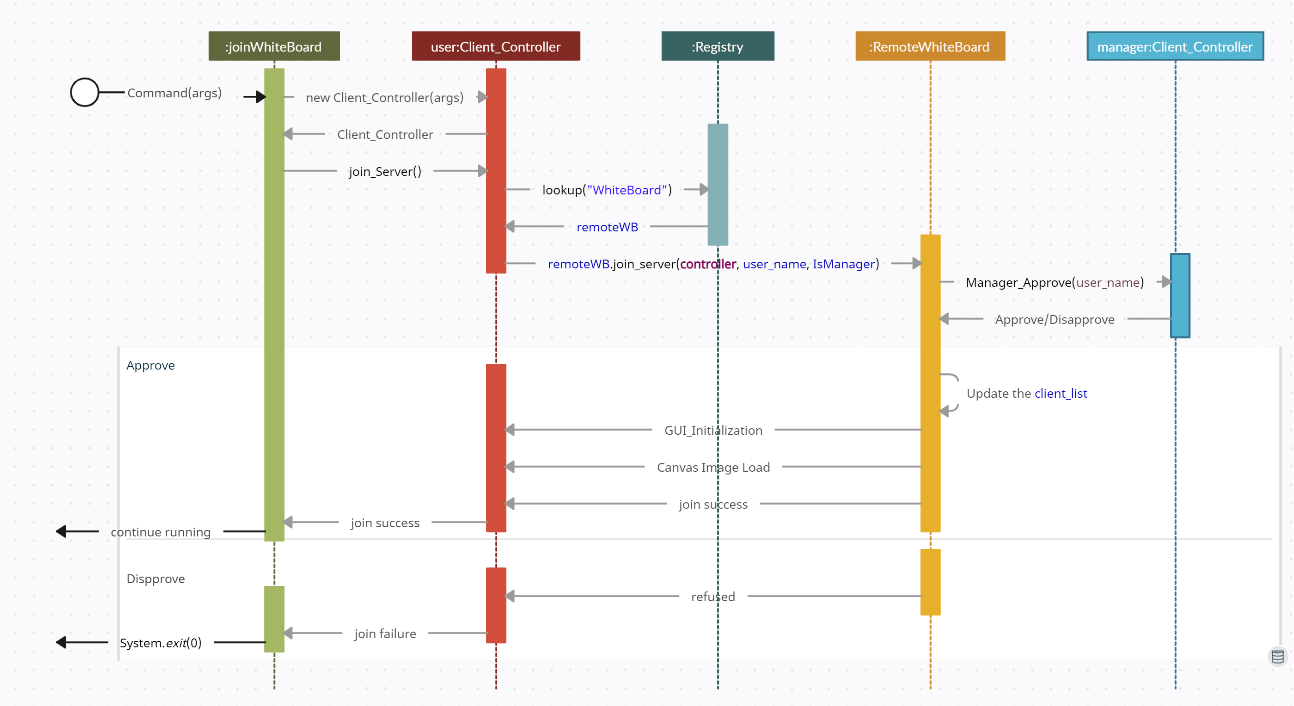 :joinWhiteBoard
user:Client_Controller
:Registry
:RemoteWhiteBoard
manager:Client_Controller
Command(args)
new Client_Controller(args)
Client_Controller
join_Server()
lookup("WhiteBoard")
remoteWB
remoteWB.join_server(controller, user_name, IsManager)
Manager_Approve(user_name)
Approve/Disapprove
Approve
Update the client_list
GUI_Initialization
Canvas Image Load
join success
join success
continue running
Dispprove
refused
join failure
System.exit(0)